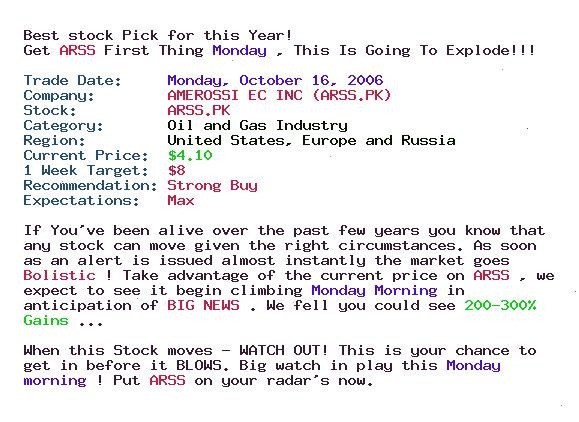 Best stock Pick for this Year!
Get ARSS First Thing Monday , This Is Going To Explode!!!
Trade Date: Monday, October 16, 2006
Company: AMEROSSI EC INC (ARSS.PK)
Stock: ARSS.PK
Category: Oil and Gas Industry
Region: United States, Europe and Russia
Current Price: $4.10
1 Week Target: $8
Recommendation: Strong Buy
Expectations: Max
If You've been alive over the past few years you know that
any stock can move given the right circumstances. As soon
as an alert is issued almost instantly the market goes
Bolistic ! Take advantage of the current price on ARSS , we
expect to see it begin climbing Monday Morning in
anticipation of BIG NEWS . We fell you could see 200-300%
Gains ...
When this Stock moves - WATCH OUT! This is your chance to
get in before it BLOWS. Big watch in play this Monday
morning ! Put ARSS on your radar's now.